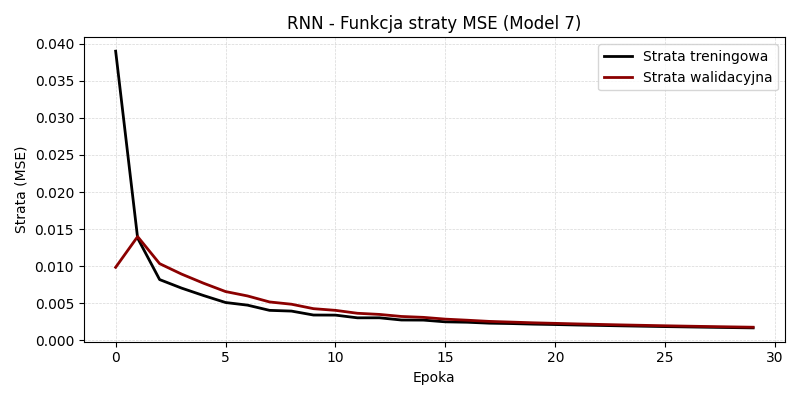 RNN - Funkcja straty MSE (Model 7)
Strata treningowa
Strata walidacyjna
Strata (MSE)
0.040
0.035
0.030
0.025
0.020
0.015
0.010
0.005
0.000
0 5 10 15 20 25 30
Epoka